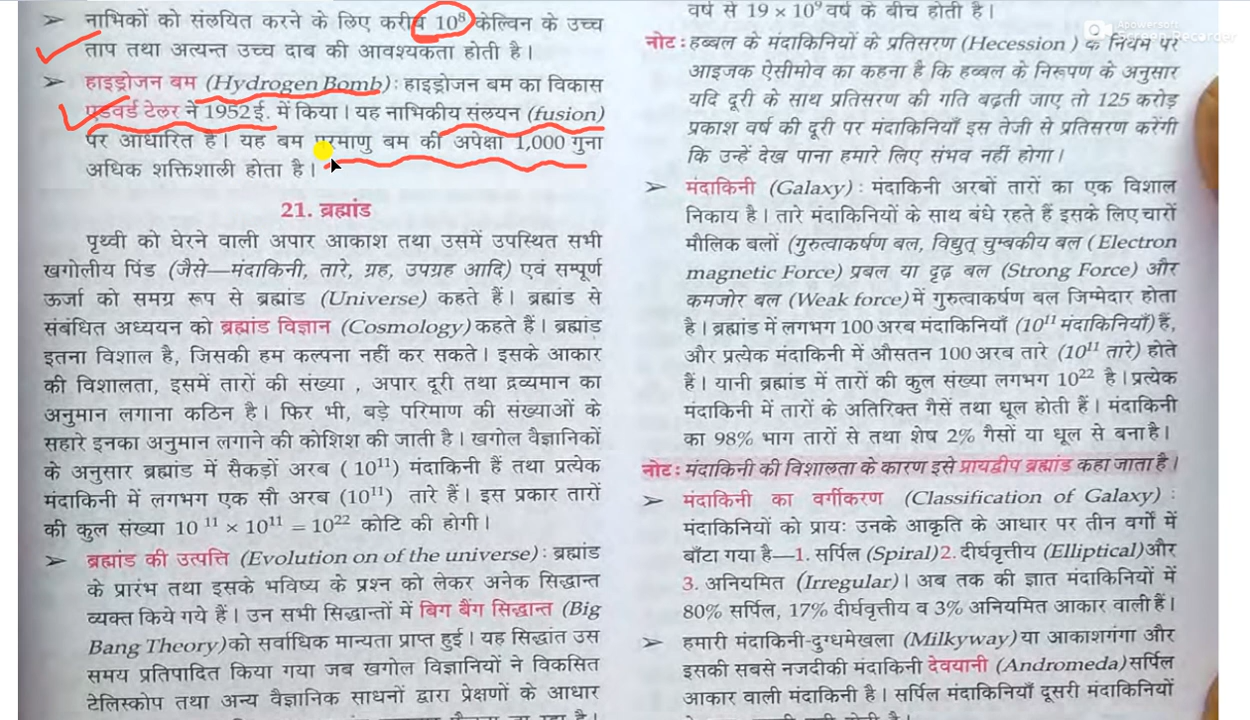 ➢ नाभिकों को संलयित करने के लिए करीब 10⁸ केल्विन के उच्च
ताप तथा अत्यन्त उच्च दाब की आवश्यकता होती है।
➢ हाइड्रोजन बम (Hydrogen Bomb) : हाइड्रोजन बम का विकास
एडवर्ड टेलर ने 1952 ई. में किया। यह नाभिकीय संलयन (fusion)
पर आधारित है। यह बम परमाणु बम की अपेक्षा 1,000 गुना
अधिक शक्तिशाली होता है।
21. ब्रह्मांड
पृथ्वी को घेरने वाली अपार आकाश तथा उसमें उपस्थित सभी
खगोलीय पिंड (जैसे—मंदाकिनी, तारे, ग्रह, उपग्रह आदि) एवं सम्पूर्ण
ऊर्जा को समग्र रूप से ब्रह्मांड (Universe) कहते हैं। ब्रह्मांड से
संबंधित अध्ययन को ब्रह्मांड विज्ञान (Cosmology) कहते हैं। ब्रह्मांड
इतना विशाल है, जिसकी हम कल्पना नहीं कर सकते। इसके आकार
की विशालता, इसमें तारों की संख्या , अपार दूरी तथा द्रव्यमान का
अनुमान लगाना कठिन है। फिर भी, बड़े परिमाण की संख्याओं के
सहारे इनका अनुमान लगाने की कोशिश की जाती है। खगोल वैज्ञानिकों
के अनुसार ब्रह्मांड में सैकड़ों अरब ( 10¹¹) मंदाकिनी हैं तथा प्रत्येक
मंदाकिनी में लगभग एक सौ अरब (10¹¹) तारे हैं। इस प्रकार तारों
की कुल संख्या 10 ¹¹ × 10¹¹ = 10²² कोटि की होगी।
➢ ब्रह्मांड की उत्पत्ति (Evolution on of the universe) : ब्रह्मांड
के प्रारंभ तथा इसके भविष्य के प्रश्न को लेकर अनेक सिद्धान्त
व्यक्त किये गये हैं। उन सभी सिद्धान्तों में बिग बैंग सिद्धान्त (Big
Bang Theory) को सर्वाधिक मान्यता प्राप्त हुई। यह सिद्धांत उस
समय प्रतिपादित किया गया जब खगोल विज्ञानियों ने विकसित
टेलिस्कोप तथा अन्य वैज्ञानिक साधनों द्वारा प्रेक्षणों के आधार
वर्ष से 19 × 10⁹ वर्ष के बीच होती है।
नोट : हब्बल के मंदाकिनियों के प्रतिसरण (Hecession ) के नियम पर
आइजक ऐसीमोव का कहना है कि हब्बल के निरूपण के अनुसार
यदि दूरी के साथ प्रतिसरण की गति बढ़ती जाए तो 125 करोड़
प्रकाश वर्ष की दूरी पर मंदाकिनियाँ इस तेजी से प्रतिसरण करेंगी
कि उन्हें देख पाना हमारे लिए संभव नहीं होगा।
➢ मंदाकिनी (Galaxy) : मंदाकिनी अरबों तारों का एक विशाल
निकाय है। तारे मंदाकिनियों के साथ बंधे रहते हैं इसके लिए चारों
मौलिक बलों (गुरुत्वाकर्षण बल, विद्युत् चुम्बकीय बल (Electron
magnetic Force) प्रबल या दृढ़ बल (Strong Force) और
कमजोर बल (Weak force) में गुरुत्वाकर्षण बल जिम्मेदार होता
है। ब्रह्मांड में लगभग 100 अरब मंदाकिनियाँ (10¹¹ मंदाकिनियाँ) हैं,
और प्रत्येक मंदाकिनी में औसतन 100 अरब तारे (10¹¹ तारे) होते
हैं। यानी ब्रह्मांड में तारों की कुल संख्या लगभग 10²² है। प्रत्येक
मंदाकिनी में तारों के अतिरिक्त गैसें तथा धूल होती हैं। मंदाकिनी
का 98% भाग तारों से तथा शेष 2% गैसों या धूल से बना है।
नोट : मंदाकिनी की विशालता के कारण इसे प्रायद्वीप ब्रह्मांड कहा जाता है।
➢ मंदाकिनी का वर्गीकरण (Classification of Galaxy) :
मंदाकिनियों को प्रायः उनके आकृति के आधार पर तीन वर्गों में
बाँटा गया है—1. सर्पिल (Spiral) 2. दीर्घवृत्तीय (Elliptical) और
3. अनियमित (Irregular)। अब तक की ज्ञात मंदाकिनियों में
80% सर्पिल, 17% दीर्घवृत्तीय व 3% अनियमित आकार वाली हैं।
➢ हमारी मंदाकिनी-दुग्धमेखला (Milkyway) या आकाशगंगा और
इसकी सबसे नजदीकी मंदाकिनी देवयानी (Andromeda) सर्पिल
आकार वाली मंदाकिनी है। सर्पिल मंदाकिनियाँ दूसरी मंदाकिनियों
Apowersoft
Screen Recorder